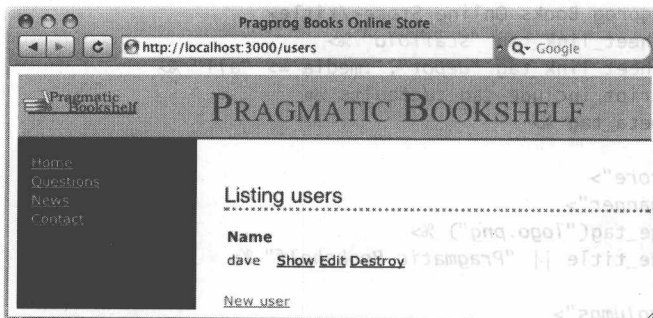 Pragprog Books Online Store
http://localhost:3000/users
Google
Pragmatic
Bookshelf
PRAGMATIC BOOKSHELF
Home
Questions
News
Contact
Listing users
Name
dave Show Edit Destroy
New user